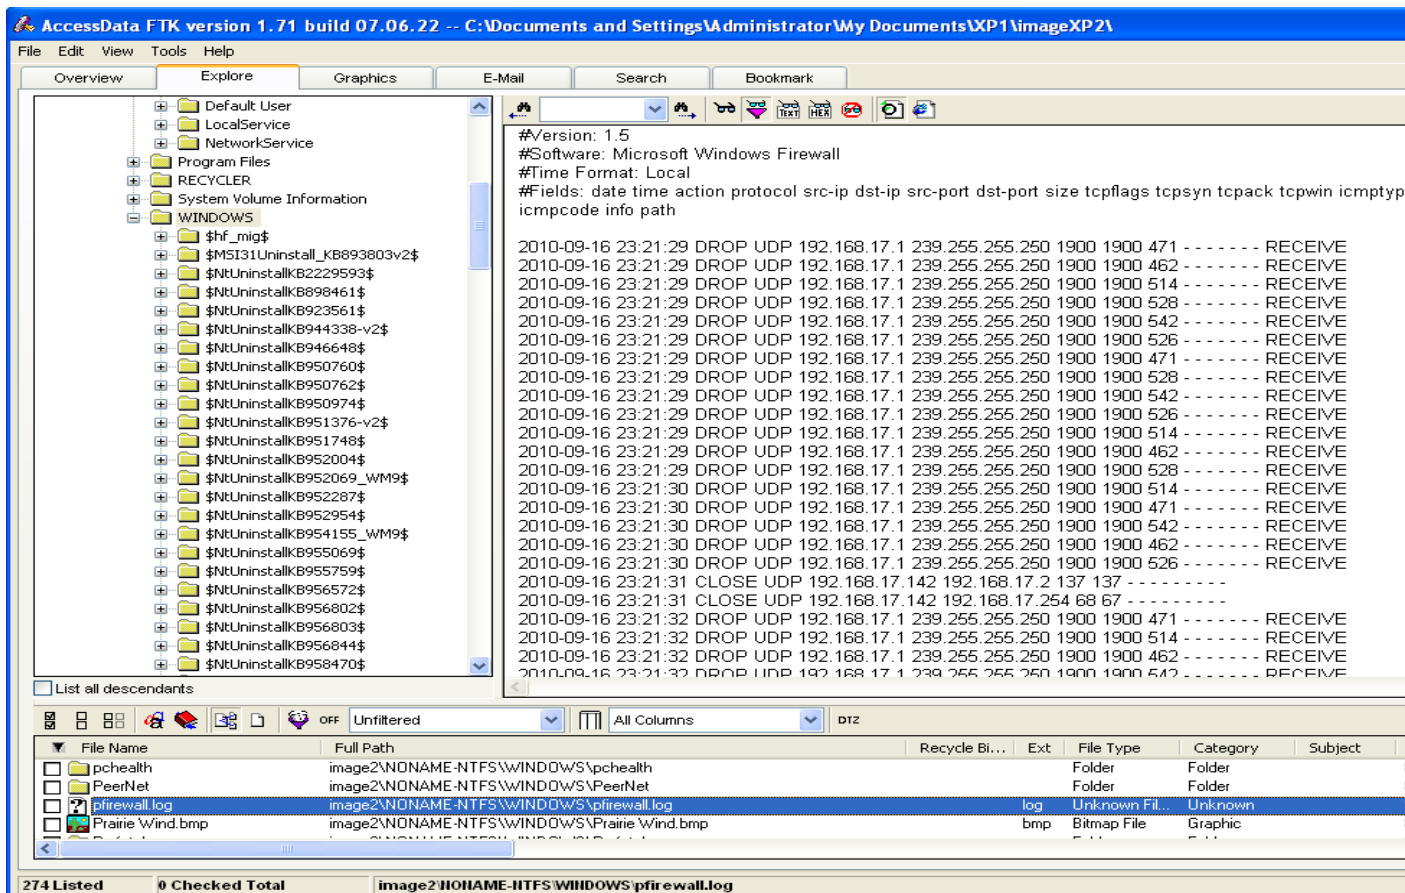 AccessData FTK version 1.71 build 07.06.22 -- C:\Documents and Settings\Administrator\My Documents\XP1\imageXP2\
File Edit View Tools Help
Overview Explore Graphics E-Mail Search Bookmark
Default User
LocalService
NetworkService
Program Files
RECYCLER
System Volume Information
WINDOWS
$hf_mig$
$MSI31Uninstall_KB893803v2$
$NtUninstallKB2229593$
$NtUninstallKB898461$
$NtUninstallKB923561$
$NtUninstallKB944338-v2$
$NtUninstallKB946648$
$NtUninstallKB950760$
$NtUninstallKB950762$
$NtUninstallKB950974$
$NtUninstallKB951376-v2$
$NtUninstallKB951748$
$NtUninstallKB952004$
$NtUninstallKB952069_WM9$
$NtUninstallKB952287$
$NtUninstallKB952954$
$NtUninstallKB954155_WM9$
$NtUninstallKB955069$
$NtUninstallKB955759$
$NtUninstallKB956572$
$NtUninstallKB956802$
$NtUninstallKB956803$
$NtUninstallKB956844$
$NtUninstallKB958470$
List all descendants
TEXT HEX
#Version: 1.5
#Software: Microsoft Windows Firewall
#Time Format: Local
#Fields: date time action protocol src-ip dst-ip src-port dst-port size tcpflags tcpsyn tcpack tcpwin icmptyp
icmpcode info path
2010-09-16 23:21:29 DROP UDP 192.168.17.1 239.255.255.250 1900 1900 471 - - - - - - - RECEIVE
2010-09-16 23:21:29 DROP UDP 192.168.17.1 239.255.255.250 1900 1900 462 - - - - - - - RECEIVE
2010-09-16 23:21:29 DROP UDP 192.168.17.1 239.255.255.250 1900 1900 514 - - - - - - - RECEIVE
2010-09-16 23:21:29 DROP UDP 192.168.17.1 239.255.255.250 1900 1900 528 - - - - - - - RECEIVE
2010-09-16 23:21:29 DROP UDP 192.168.17.1 239.255.255.250 1900 1900 542 - - - - - - - RECEIVE
2010-09-16 23:21:29 DROP UDP 192.168.17.1 239.255.255.250 1900 1900 526 - - - - - - - RECEIVE
2010-09-16 23:21:29 DROP UDP 192.168.17.1 239.255.255.250 1900 1900 471 - - - - - - - RECEIVE
2010-09-16 23:21:29 DROP UDP 192.168.17.1 239.255.255.250 1900 1900 528 - - - - - - - RECEIVE
2010-09-16 23:21:29 DROP UDP 192.168.17.1 239.255.255.250 1900 1900 542 - - - - - - - RECEIVE
2010-09-16 23:21:29 DROP UDP 192.168.17.1 239.255.255.250 1900 1900 526 - - - - - - - RECEIVE
2010-09-16 23:21:29 DROP UDP 192.168.17.1 239.255.255.250 1900 1900 514 - - - - - - - RECEIVE
2010-09-16 23:21:29 DROP UDP 192.168.17.1 239.255.255.250 1900 1900 462 - - - - - - - RECEIVE
2010-09-16 23:21:29 DROP UDP 192.168.17.1 239.255.255.250 1900 1900 528 - - - - - - - RECEIVE
2010-09-16 23:21:30 DROP UDP 192.168.17.1 239.255.255.250 1900 1900 514 - - - - - - - RECEIVE
2010-09-16 23:21:30 DROP UDP 192.168.17.1 239.255.255.250 1900 1900 471 - - - - - - - RECEIVE
2010-09-16 23:21:30 DROP UDP 192.168.17.1 239.255.255.250 1900 1900 542 - - - - - - - RECEIVE
2010-09-16 23:21:30 DROP UDP 192.168.17.1 239.255.255.250 1900 1900 462 - - - - - - - RECEIVE
2010-09-16 23:21:30 DROP UDP 192.168.17.1 239.255.255.250 1900 1900 526 - - - - - - - RECEIVE
2010-09-16 23:21:31 CLOSE UDP 192.168.17.142 192.168.17.2 137 137 - - - - - - - - -
2010-09-16 23:21:31 CLOSE UDP 192.168.17.142 192.168.17.254 68 67 - - - - - - - - -
2010-09-16 23:21:32 DROP UDP 192.168.17.1 239.255.255.250 1900 1900 471 - - - - - - - RECEIVE
2010-09-16 23:21:32 DROP UDP 192.168.17.1 239.255.255.250 1900 1900 514 - - - - - - - RECEIVE
2010-09-16 23:21:32 DROP UDP 192.168.17.1 239.255.255.250 1900 1900 462 - - - - - - - RECEIVE
2010-09-16 23:21:32 DROP UDP 192.168.17.1 239.255.255.250 1900 1900 542 - - - - - - - RECEIVE
OFF Unfiltered All Columns DTZ
File Name Full Path Recycle Bi... Ext File Type Category Subject
pchealth image2\NONAME-NTFS\WINDOWS\pchealth Folder Folder
PeerNet image2\NONAME-NTFS\WINDOWS\PeerNet Folder Folder
pfirewall.log image2\NONAME-NTFS\WINDOWS\pfirewall.log log Unknown Fil... Unknown
Prairie Wind.bmp image2\NONAME-NTFS\WINDOWS\Prairie Wind.bmp bmp Bitmap File Graphic
274 Listed 0 Checked Total image2\NONAME-NTFS\WINDOWS\pfirewall.log